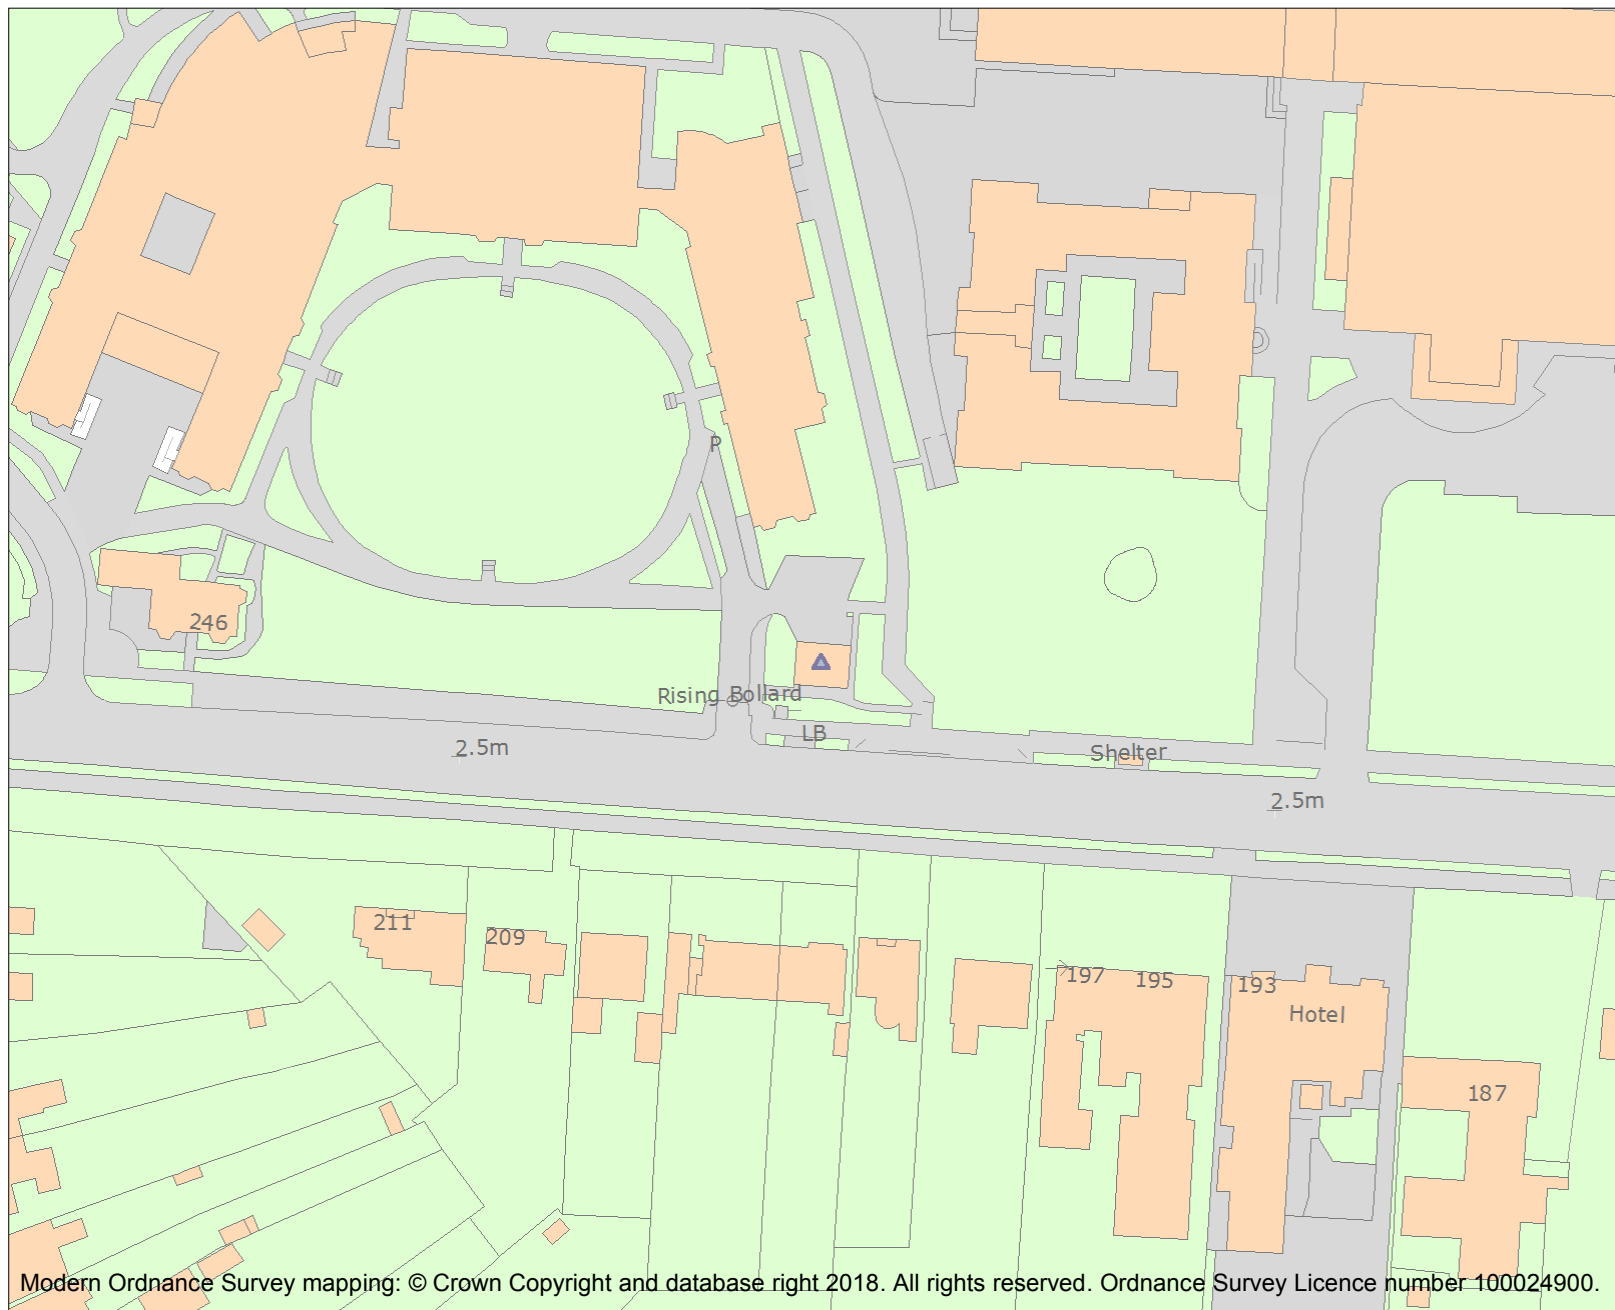 P
246
Rising Bollard
LB
2.5m
Shelter
2.5m
211
209
197
195
193
Hotel
187
Modern Ordnance Survey mapping: © Crown Copyright and database right 2018. All rights reserved. Ordnance Survey Licence number 100024900.